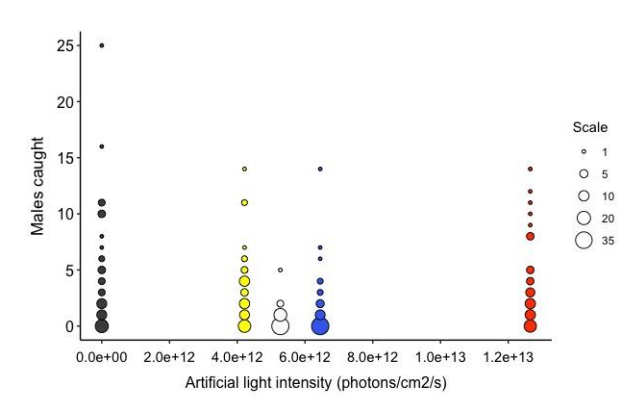 25
20
15
10
5
0
Males caught
0.0e+00 2.0e+12 4.0e+12 6.0e+12 8.0e+12 1.0e+13 1.2e+13
Artificial light intensity (photons/cm2/s)
Scale
1
5
10
20
35